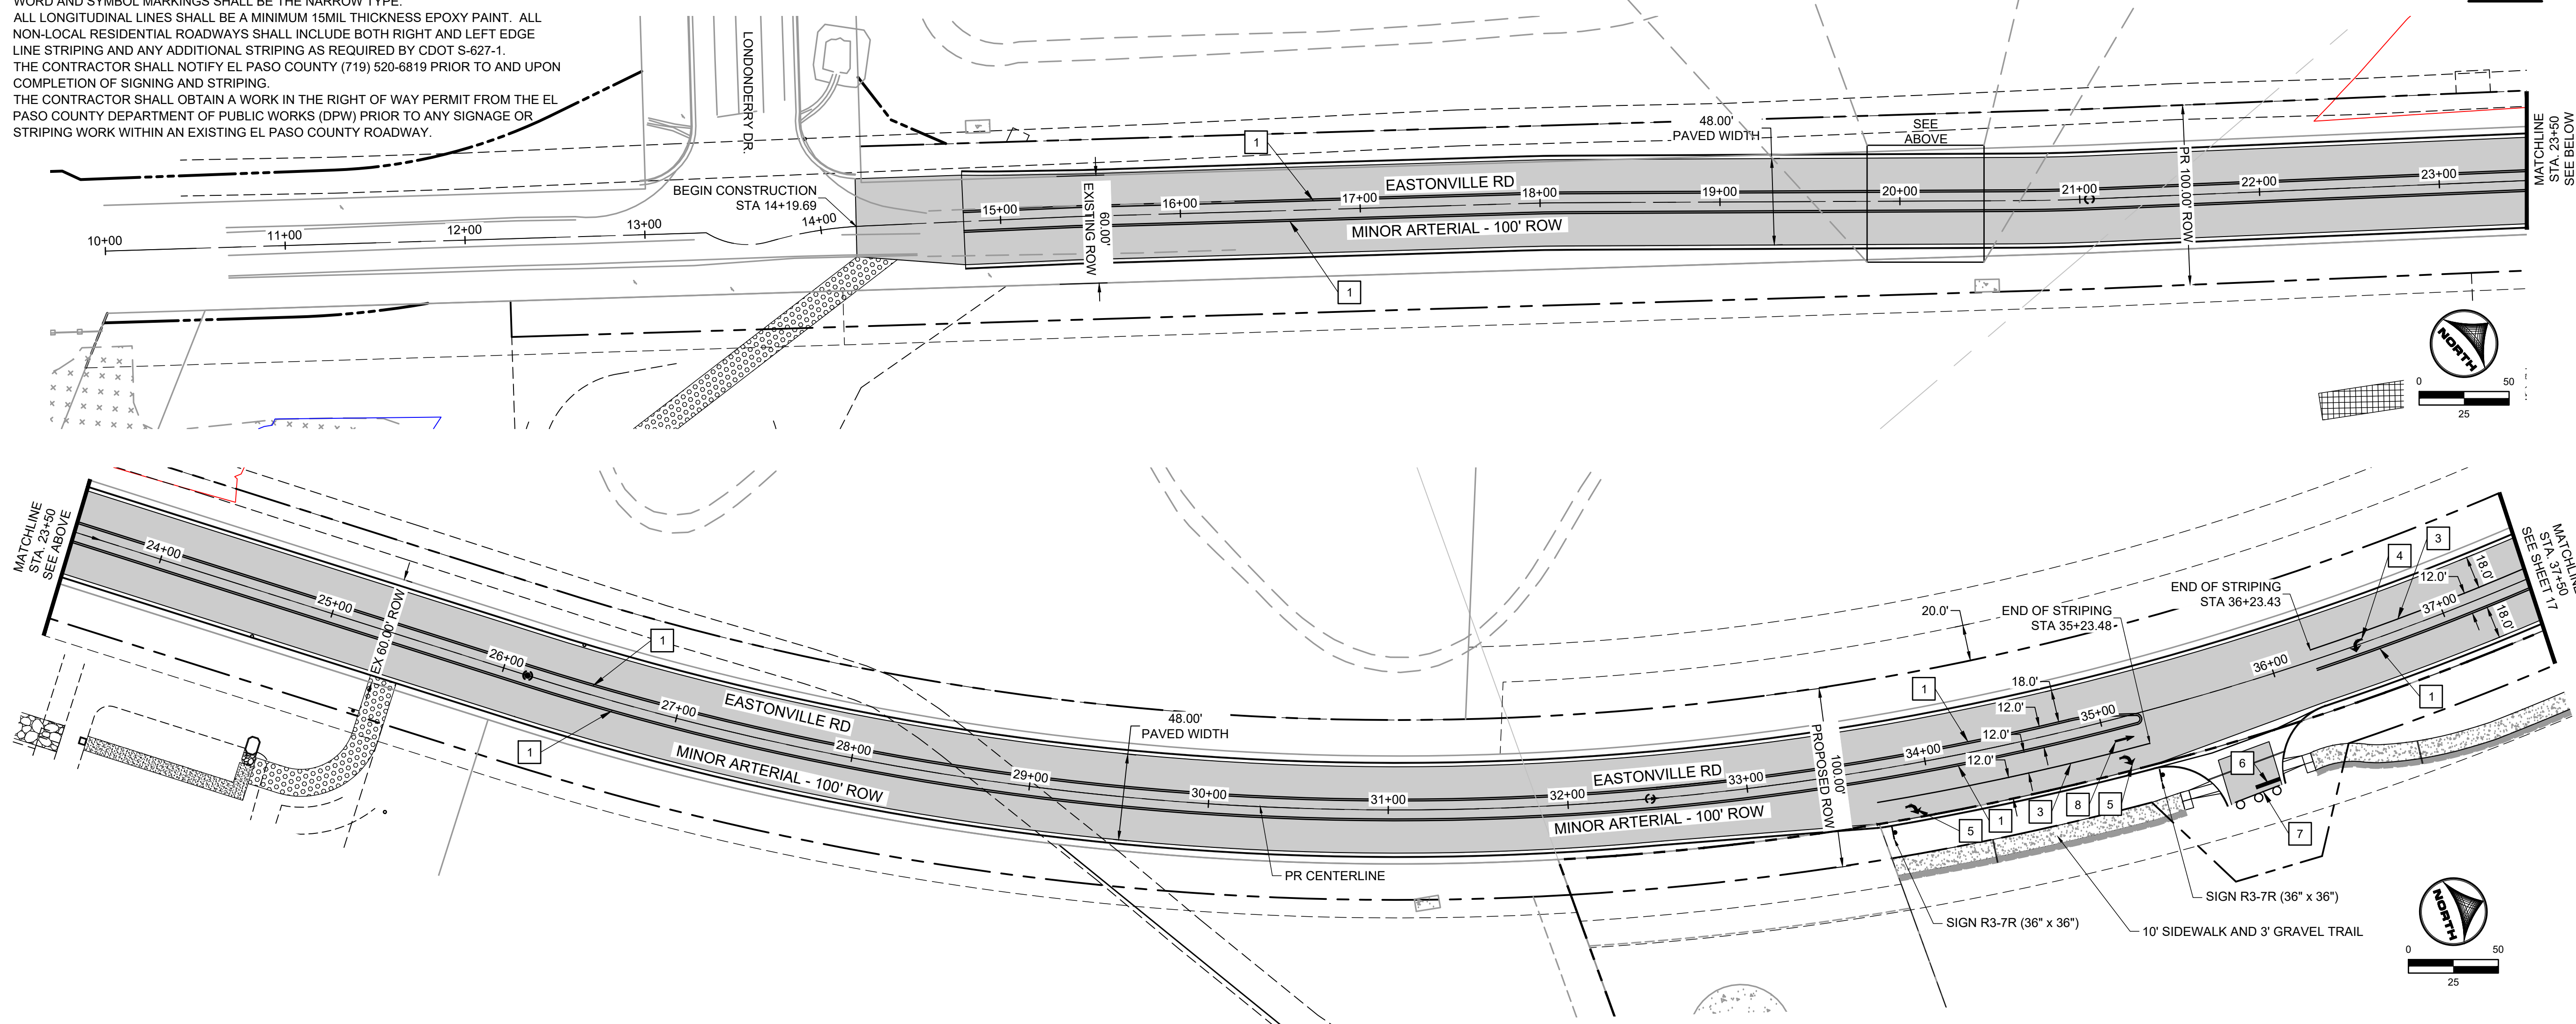 WORD AND SYMBOL MARKINGS SHALL BE THE NARROW TYPE.
ALL LONGITUDINAL LINES SHALL BE A MINIMUM 15MIL THICKNESS EPOXY PAINT.  ALL
NON-LOCAL RESIDENTIAL ROADWAYS SHALL INCLUDE BOTH RIGHT AND LEFT EDGE
LINE STRIPING AND ANY ADDITIONAL STRIPING AS REQUIRED BY CDOT S-627-1.
THE CONTRACTOR SHALL NOTIFY EL PASO COUNTY (719) 520-6819 PRIOR TO AND UPON
COMPLETION OF SIGNING AND STRIPING.
THE CONTRACTOR SHALL OBTAIN A WORK IN THE RIGHT OF WAY PERMIT FROM THE EL
PASO COUNTY DEPARTMENT OF PUBLIC WORKS (DPW) PRIOR TO ANY SIGNAGE OR
STRIPING WORK WITHIN AN EXISTING EL PASO COUNTY ROADWAY.
LONDONDERRY DR.
BEGIN CONSTRUCTION
STA 14+19.69
10+00
11+00
12+00
13+00
14+00
15+00
16+00
17+00
18+00
19+00
20+00
21+00
22+00
23+00
1
1
60.00'
EXISTING ROW
EASTONVILLE RD
MINOR ARTERIAL - 100' ROW
48.00'
PAVED WIDTH
SEE
ABOVE
PR 100.00' ROW
MATCHLINE
STA. 23+50
SEE BELOW
NORTH
0
50
25
MATCHLINE
STA. 23+50
SEE ABOVE
24+00
25+00
26+00
27+00
28+00
29+00
30+00
31+00
32+00
33+00
34+00
35+00
36+00
37+00
EX 60.00' ROW
1
1
EASTONVILLE RD
MINOR ARTERIAL - 100' ROW
48.00'
PAVED WIDTH
PR CENTERLINE
EASTONVILLE RD
MINOR ARTERIAL - 100' ROW
100.00'
PROPOSED ROW
20.0'
END OF STRIPING
STA 35+23.48
END OF STRIPING
STA 36+23.43
1
18.0'
12.0'
12.0'
12.0'
4
3
12.0'
18.0'
18.0'
MATCHLINE
STA. 37+50
SEE SHEET 17
1
5
1
3
8
5
6
7
SIGN R3-7R (36" x 36")
SIGN R3-7R (36" x 36")
10' SIDEWALK AND 3' GRAVEL TRAIL
NORTH
0
50
25